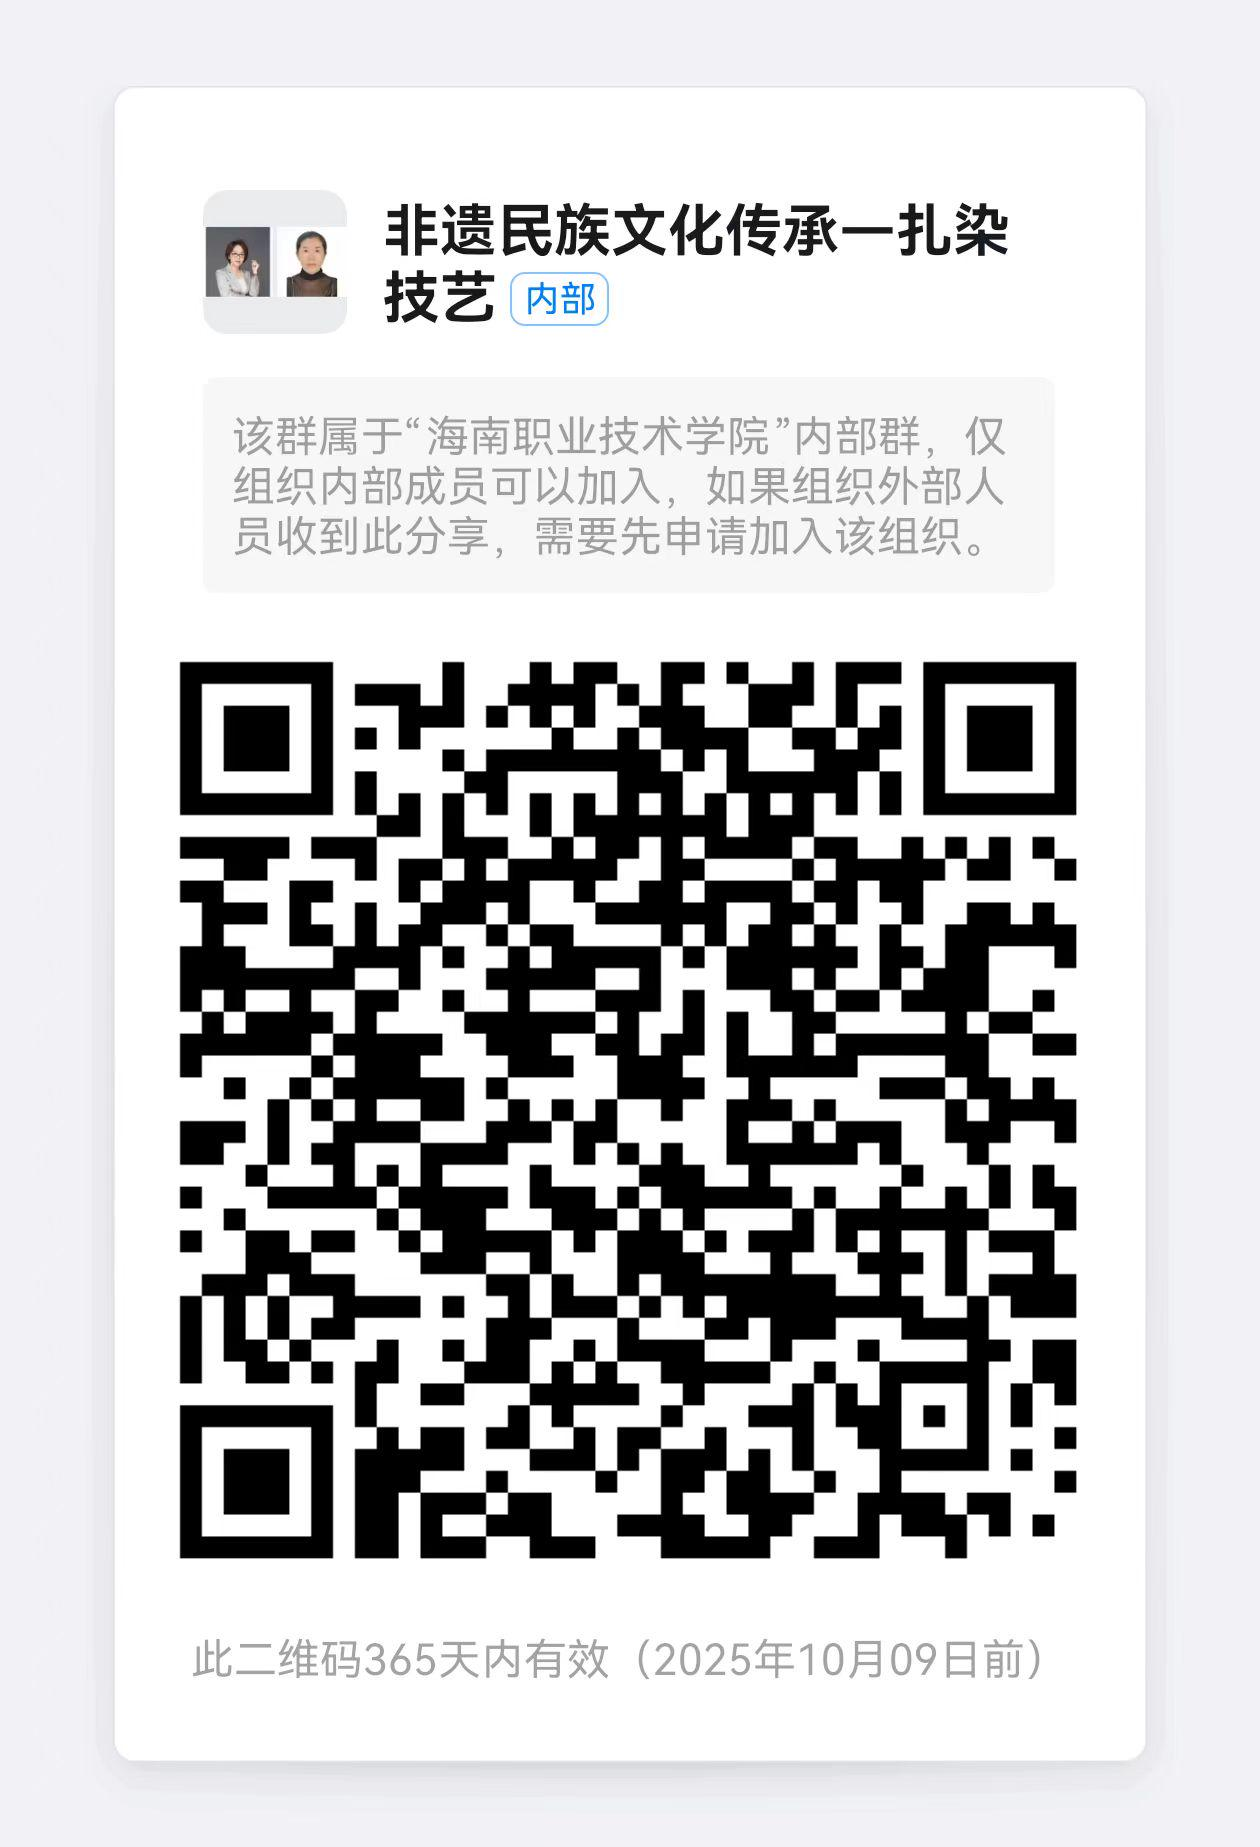 非遗民族文化传承一扎染
技艺 内部
该群属于“海南职业技术学院”内部群，仅
组织内部成员可以加入，如果组织外部人
员收到此分享，需要先申请加入该组织。
此二维码365天内有效（2025年10月09日前）